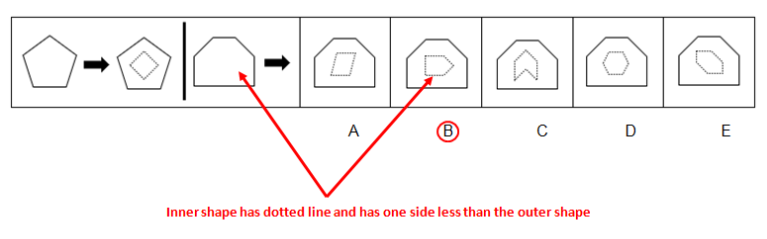 A B C D E
Inner shape has dotted line and has one side less than the outer shape